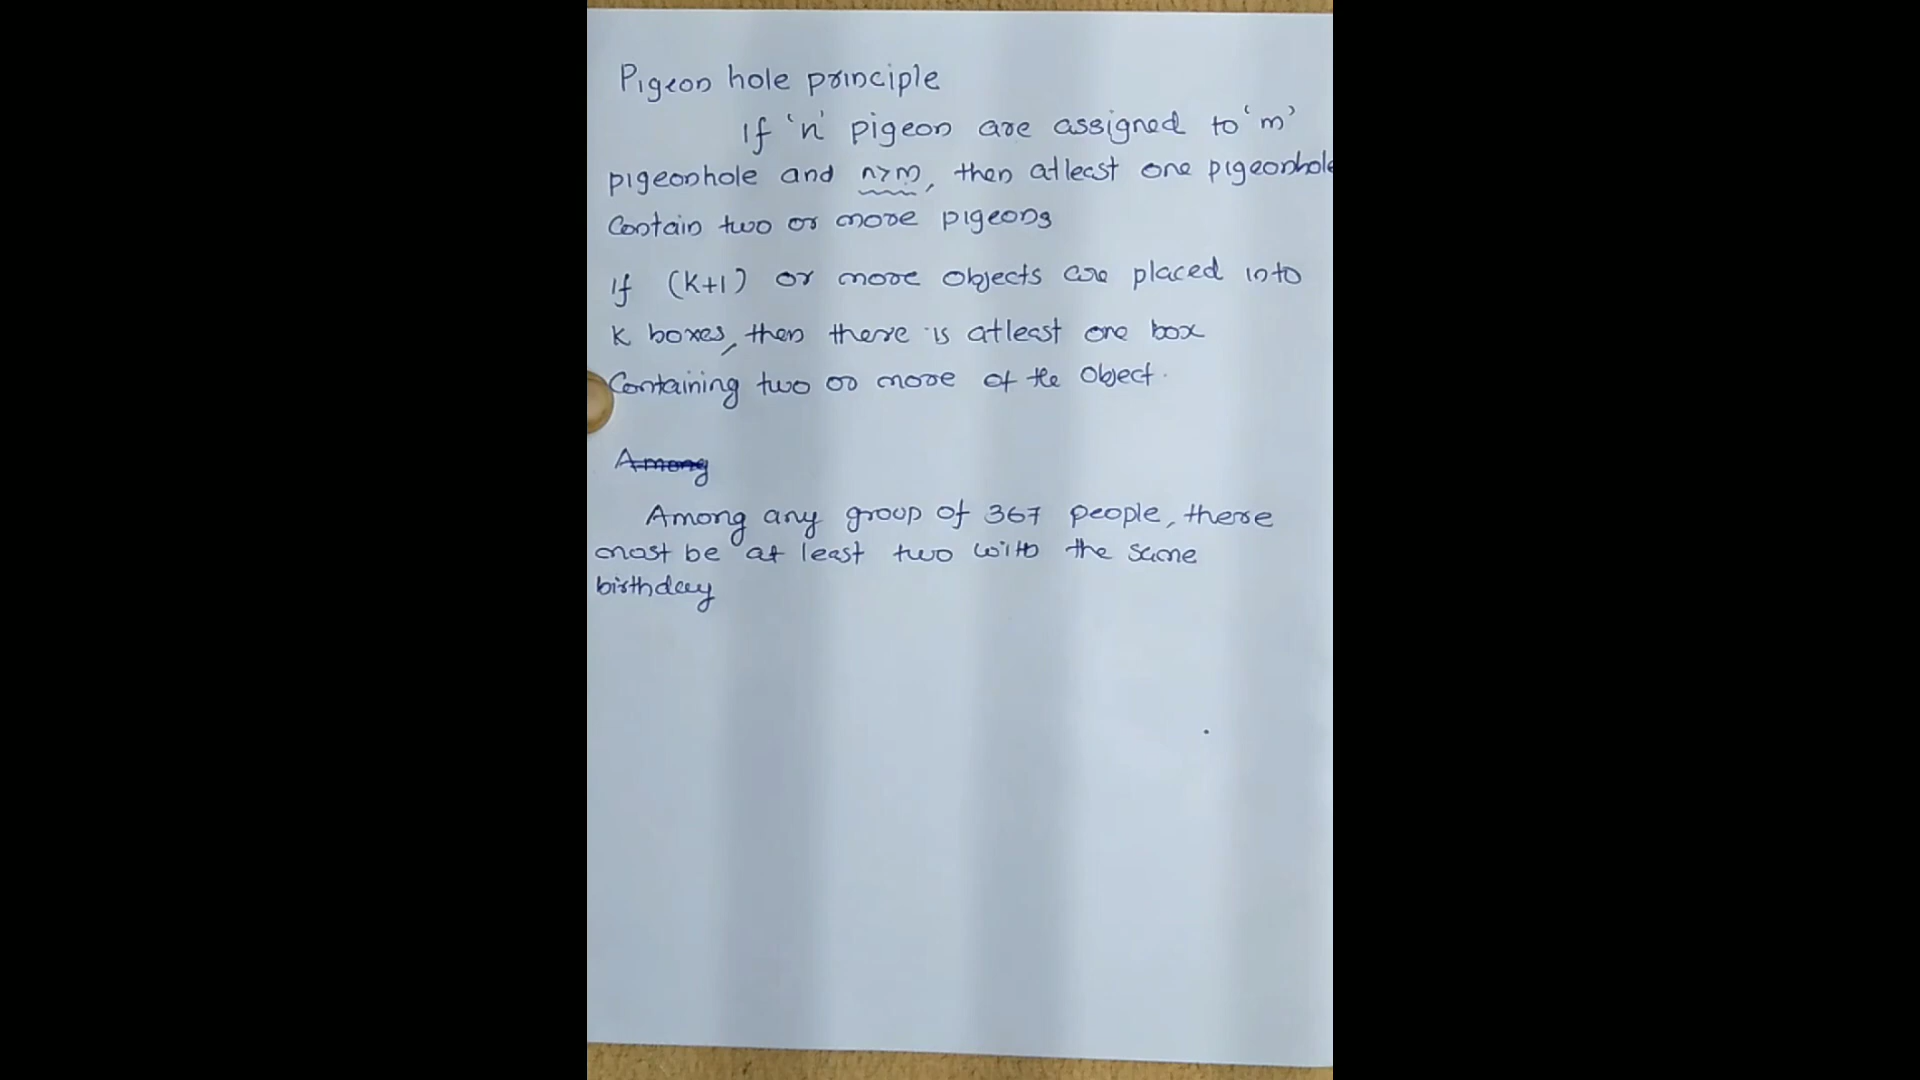 Pigeon hole principle
If 'n' pigeon are assigned to 'm'
pigeonhole and n>m, then atleast one pigeonhole
Contain two or more pigeons
If (K+1) or more objects are placed into
K boxes, then there is atleast one box
Containing two or more of the Object.
Among
Among any group of 367 people, there
most be at least two with the same
birthday